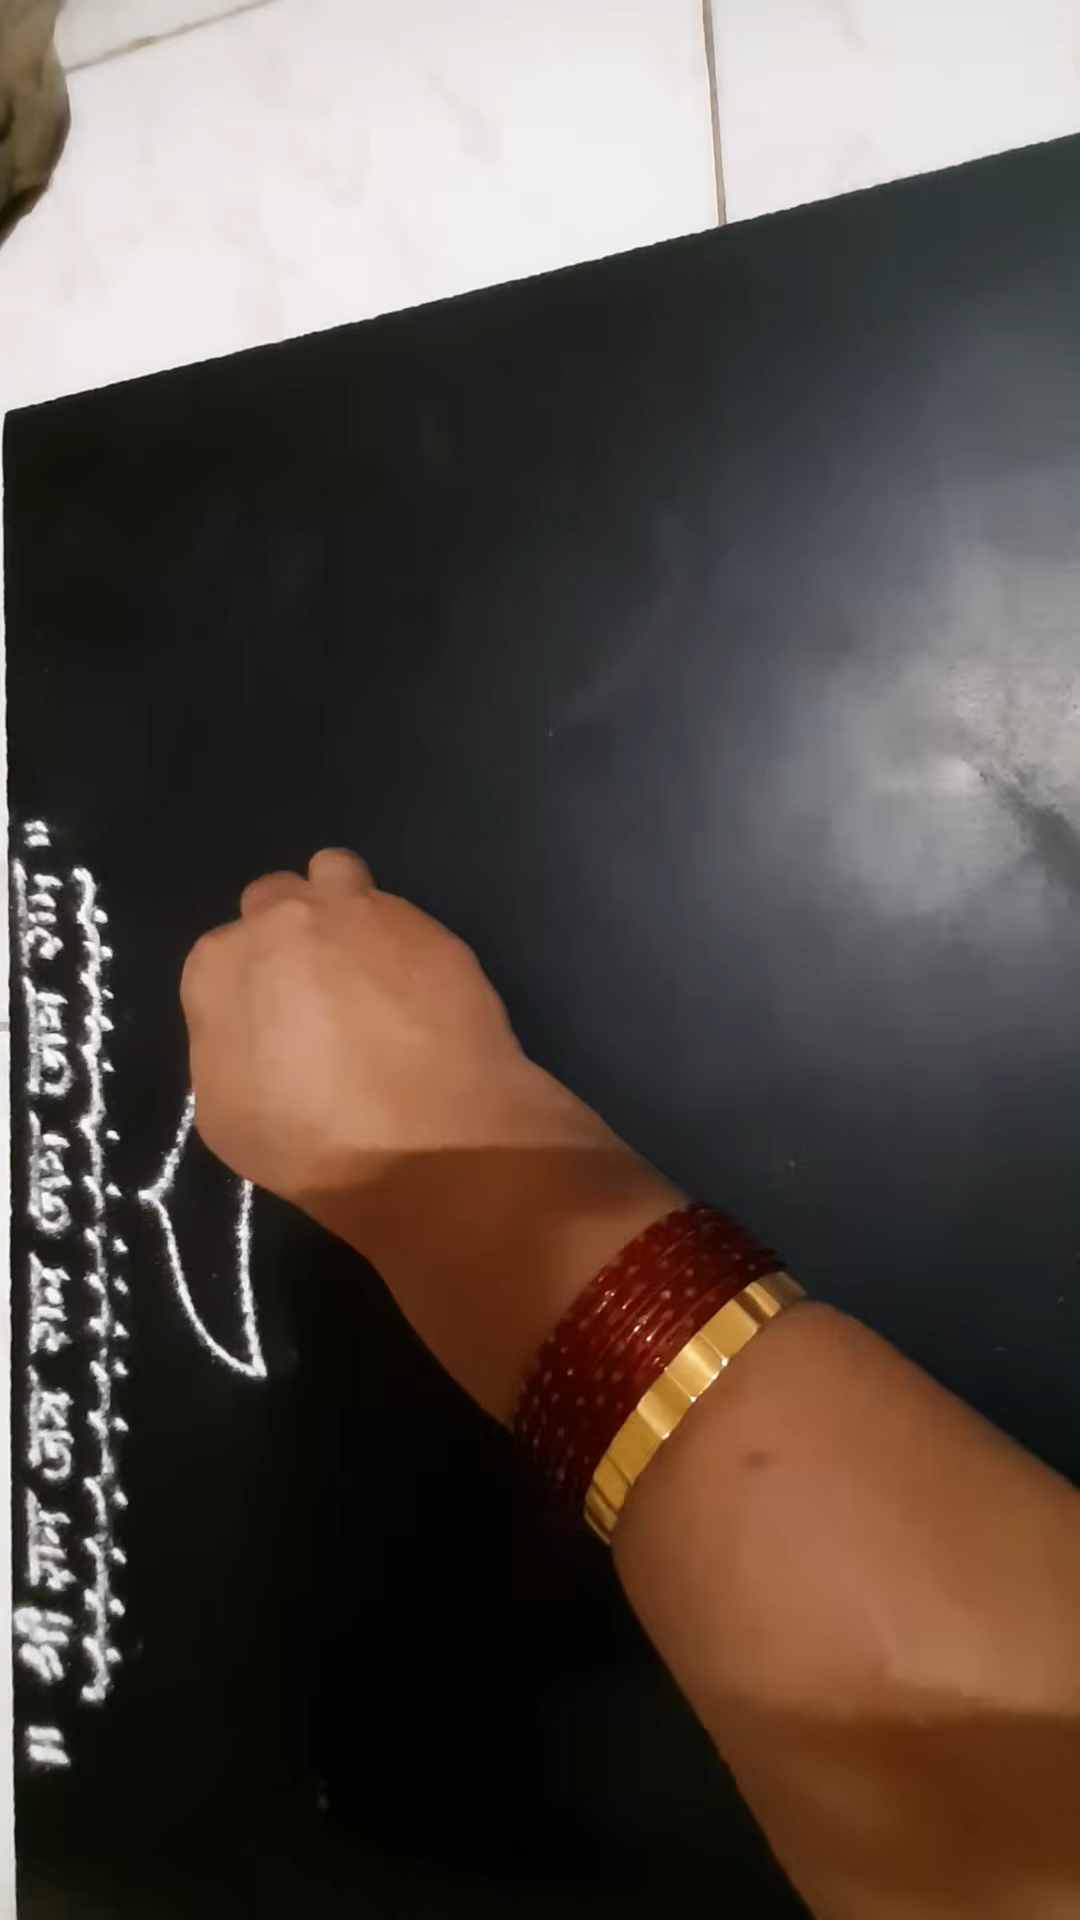 ॥ श्री राम जय राम जय जय राम "